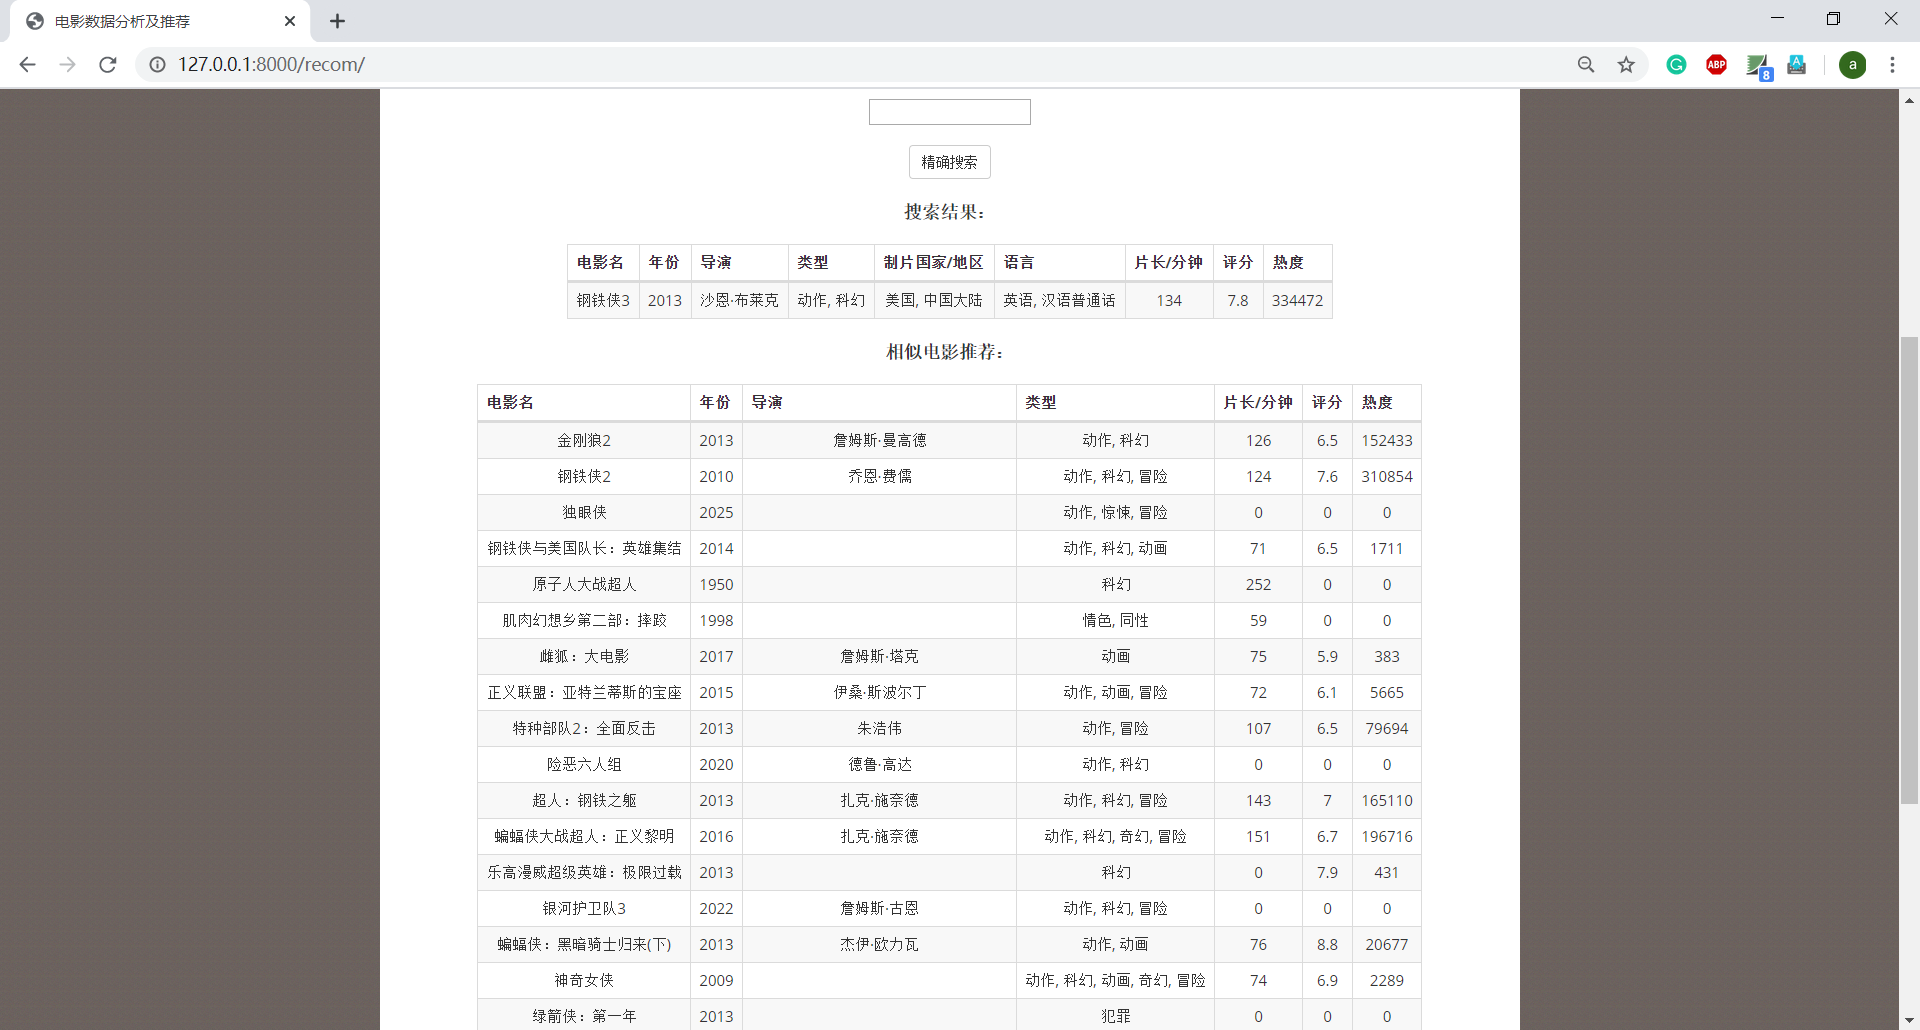 电影数据分析及推荐
127.0.0.1:8000/recom/
ABP
8
A
a
精确搜索
搜索结果：
电影名 年份 导演 类型 制片国家/地区 语言 片长/分钟 评分 热度
钢铁侠3 2013 沙恩·布莱克 动作, 科幻 美国, 中国大陆 英语, 汉语普通话 134 7.8 334472
相似电影推荐：
电影名 年份 导演 类型 片长/分钟 评分 热度
金刚狼2 2013 詹姆斯·曼高德 动作, 科幻 126 6.5 152433
钢铁侠2 2010 乔恩·费儒 动作, 科幻, 冒险 124 7.6 310854
独眼侠 2025 动作, 惊悚, 冒险 0 0 0
钢铁侠与美国队长：英雄集结 2014 动作, 科幻, 动画 71 6.5 1711
原子人大战超人 1950 科幻 252 0 0
肌肉幻想乡第二部：摔跤 1998 情色, 同性 59 0 0
雌狐：大电影 2017 詹姆斯·塔克 动画 75 5.9 383
正义联盟：亚特兰蒂斯的宝座 2015 伊桑·斯波尔丁 动作, 动画, 冒险 72 6.1 5665
特种部队2：全面反击 2013 朱浩伟 动作, 冒险 107 6.5 79694
险恶六人组 2020 德鲁·高达 动作, 科幻 0 0 0
超人：钢铁之躯 2013 扎克·施奈德 动作, 科幻, 冒险 143 7 165110
蝙蝠侠大战超人：正义黎明 2016 扎克·施奈德 动作, 科幻, 奇幻, 冒险 151 6.7 196716
乐高漫威超级英雄：极限过载 2013 科幻 0 7.9 431
银河护卫队3 2022 詹姆斯·古恩 动作, 科幻, 冒险 0 0 0
蝙蝠侠：黑暗骑士归来(下) 2013 杰伊·欧力瓦 动作, 动画 76 8.8 20677
神奇女侠 2009 动作, 科幻, 动画, 奇幻, 冒险 74 6.9 2289
绿箭侠：第一年 2013 犯罪 0 0 0